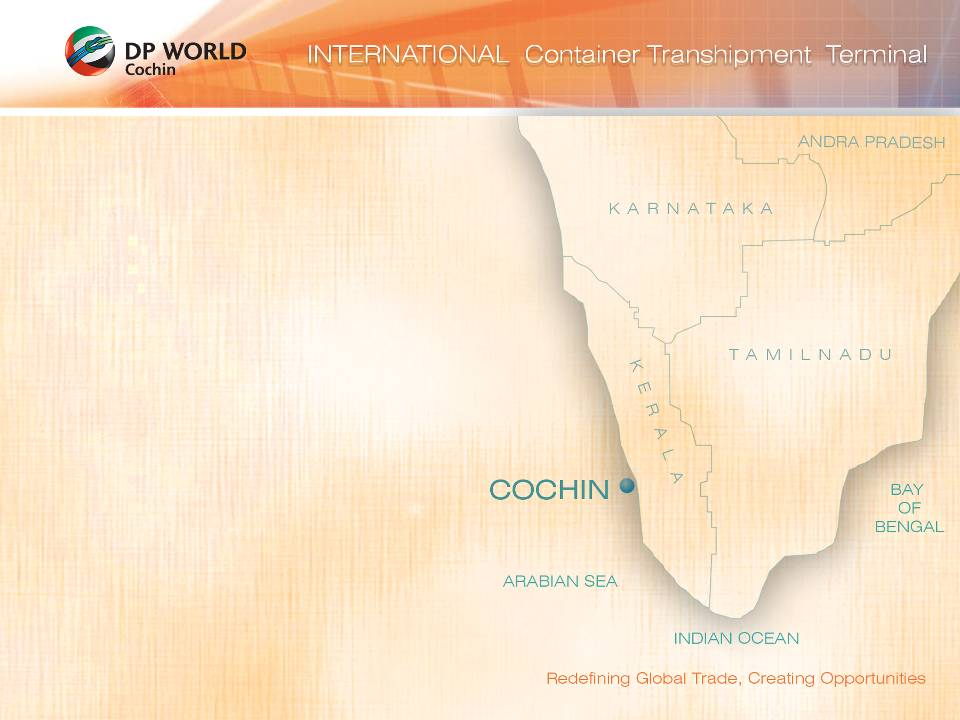 DP WORLD
Cochin
INTERNATIONAL Container Transhipment Terminal
ANDRA PRADESH
KARNATAKA
TAMILNADU
KERALA
COCHIN
BAY
OF
BENGAL
ARABIAN SEA
INDIAN OCEAN
Redefining Global Trade, Creating Opportunities